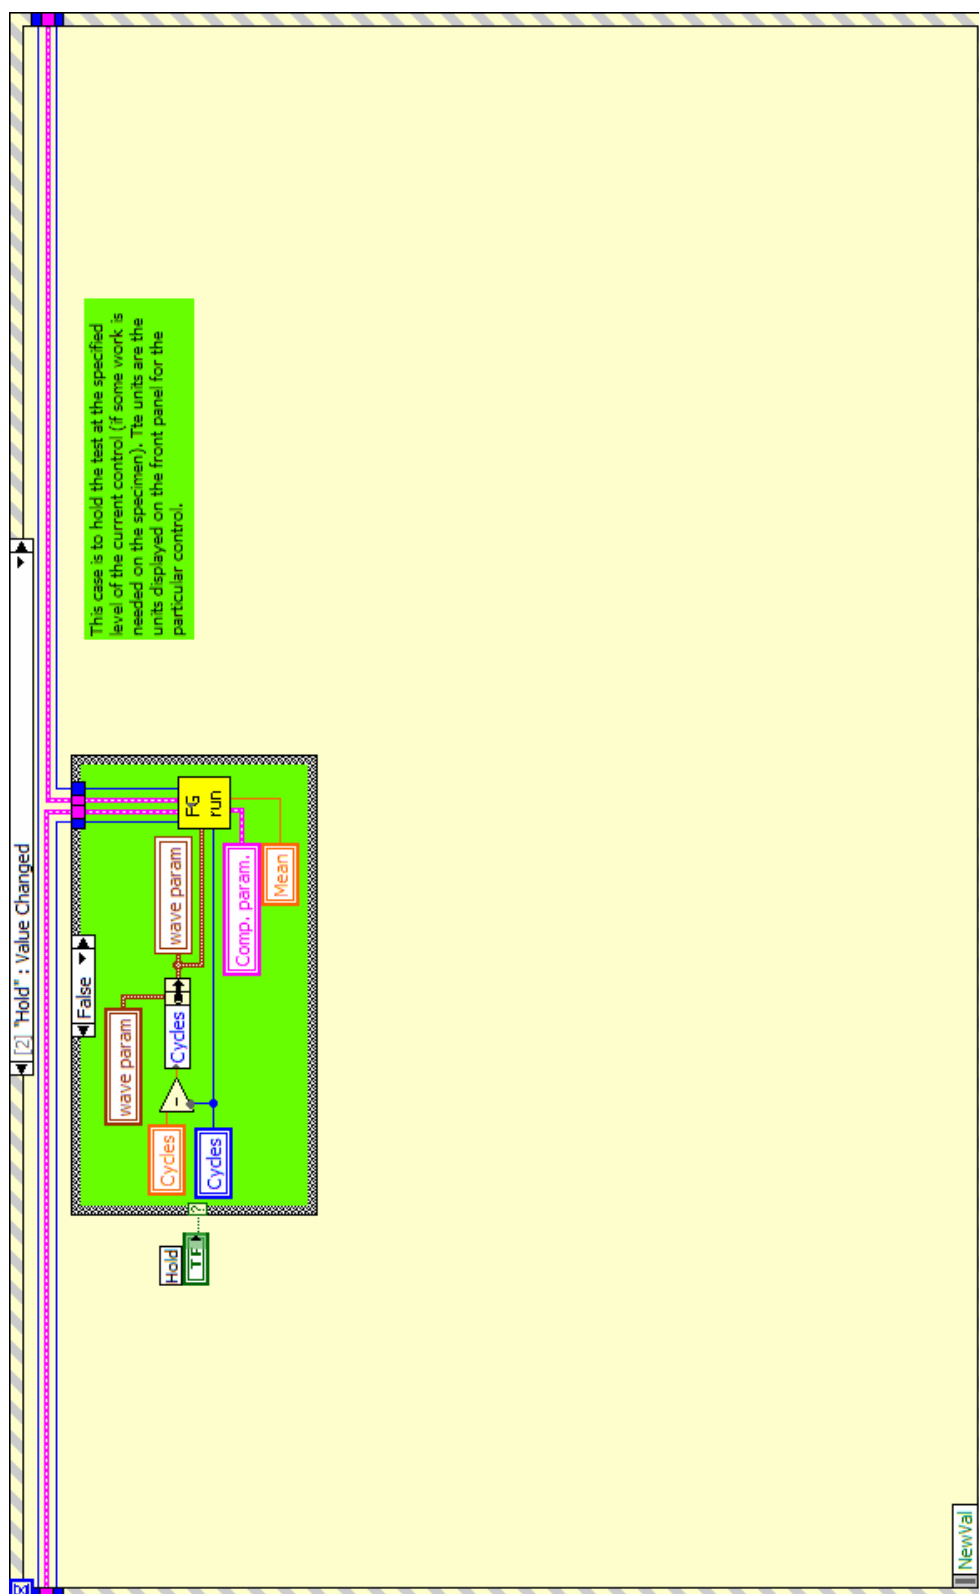 [2] "Hold" : Value Changed
This case is to hold the test at the specified
level of the current control (if some work is
needed on the specimen). Tte units are the
units displayed on the front panel for the
particular control.
False
wave param
Cycles
Cycles
Cycles
wave param
FG
run
Comp. param.
Mean
Hold
TF
?
NewVal